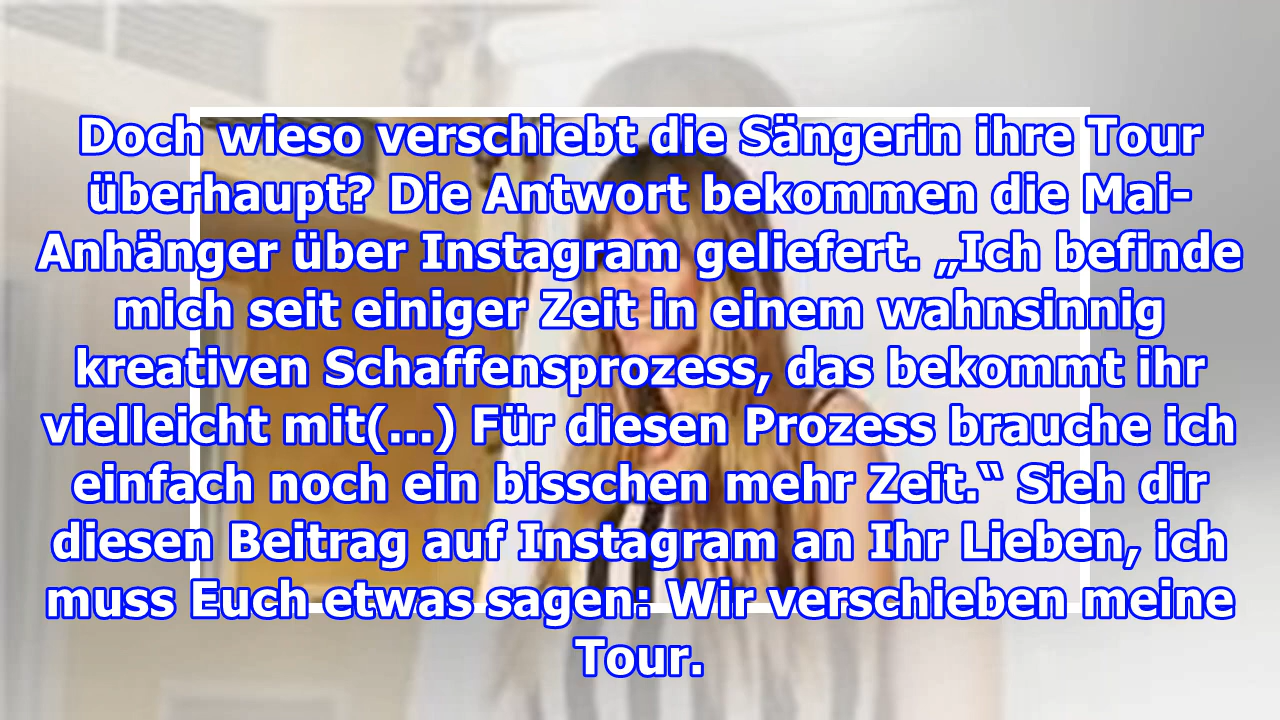 Doch wieso verschiebt die Sängerin ihre Tour
überhaupt? Die Antwort bekommen die Mai-
Anhänger über Instagram geliefert. „Ich befinde
mich seit einiger Zeit in einem wahnsinnig
kreativen Schaffensprozess, das bekommt ihr
vielleicht mit(...) Für diesen Prozess brauche ich
einfach noch ein bisschen mehr Zeit.“ Sieh dir
diesen Beitrag auf Instagram an Ihr Lieben, ich
muss Euch etwas sagen: Wir verschieben meine
Tour.